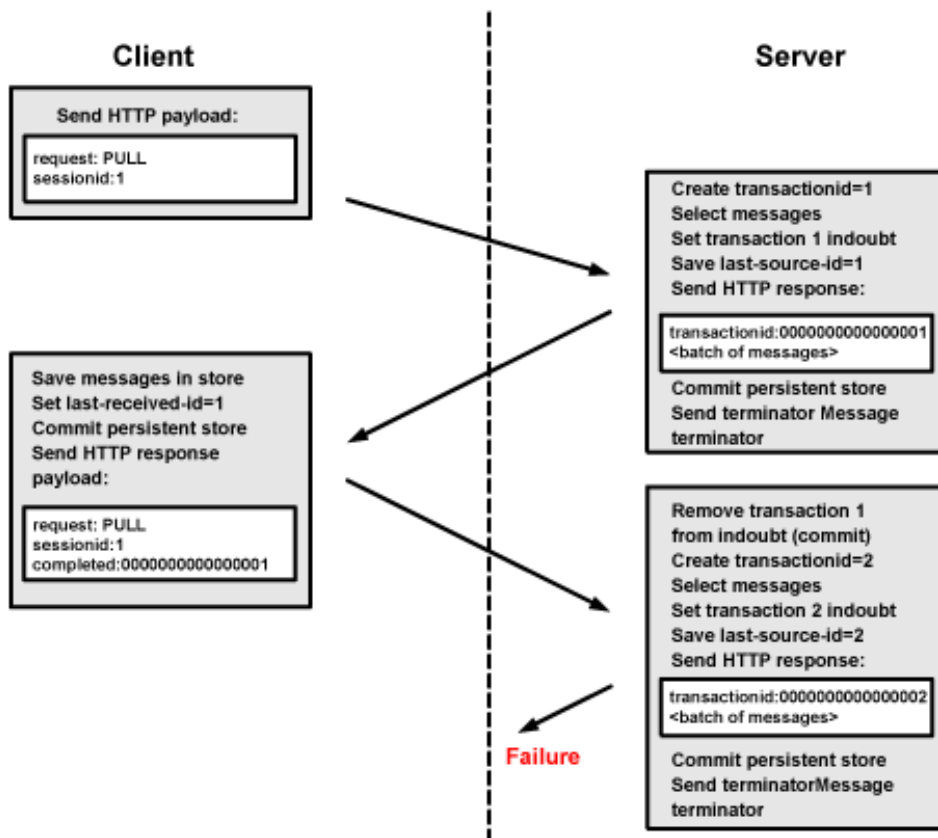 Client
Server
Send HTTP payload:
request: PULL
sessionid:1
Create transactionid=1
Select messages
Set transaction 1 indoubt
Save last-source-id=1
Send HTTP response:
transactionid:0000000000000001
<batch of messages>
Commit persistent store
Send terminator Message
terminator
Save messages in store
Set last-received-id=1
Commit persistent store
Send HTTP response
payload:
request: PULL
sessionid:1
completed:0000000000000001
Remove transaction 1
from indoubt (commit)
Create transactionid=2
Select messages
Set transaction 2 indoubt
Save last-source-id=2
Send HTTP response:
transactionid:0000000000000002
<batch of messages>
Failure
Commit persistent store
Send terminatorMessage
terminator